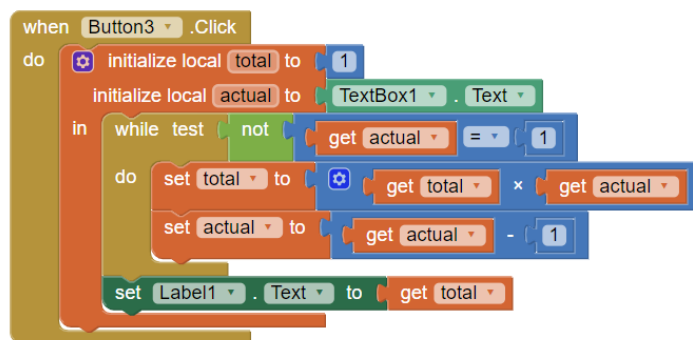 when Button3 .Click
do initialize local total to 1
initialize local actual to TextBox1 . Text
in while test not get actual = 1
do set total to get total × get actual
set actual to get actual - 1
set Label1 . Text to get total